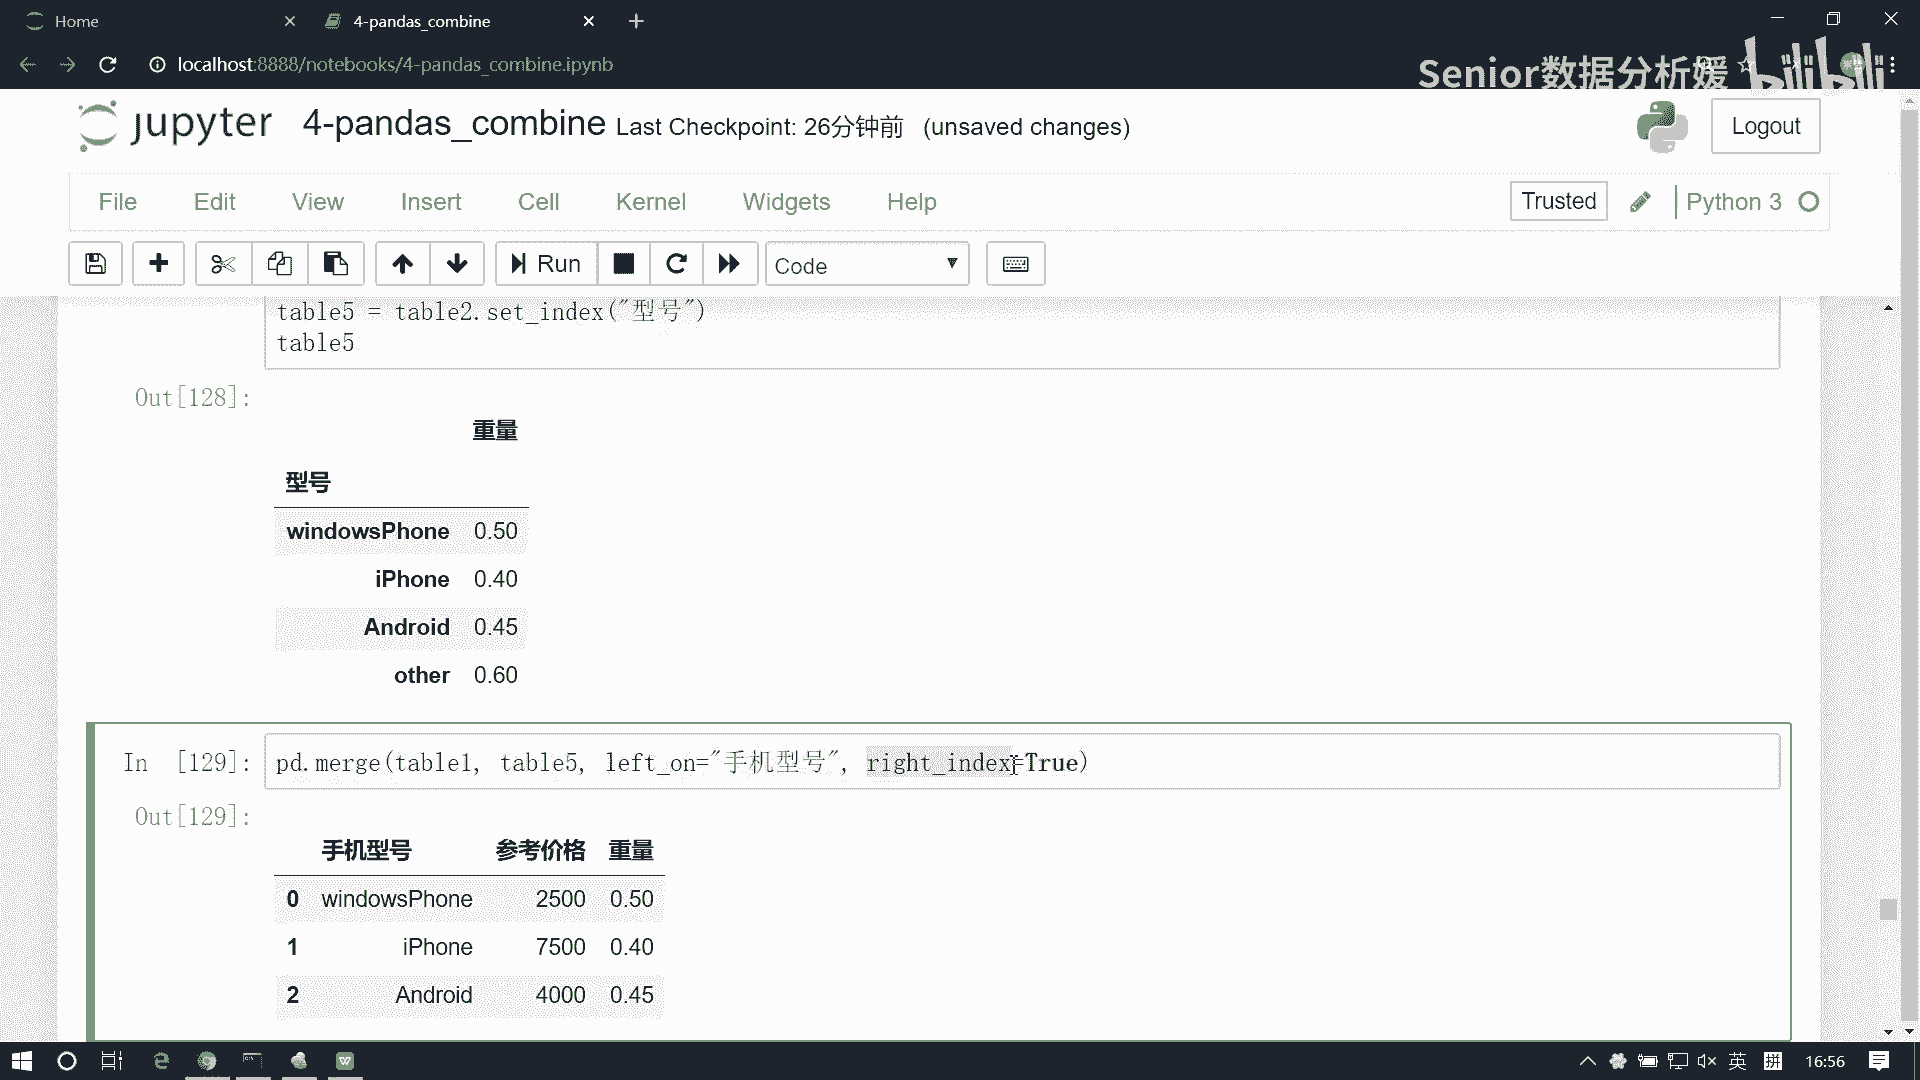 Home
4-pandas_combine
localhost:8888/notebooks/4-pandas_combine.ipynb
Senior数据分析媛 bilibili
jupyter 4-pandas_combine Last Checkpoint: 26分钟前 (unsaved changes)
Logout
File Edit View Insert Cell Kernel Widgets Help
Trusted
Python 3
Run
Code
table5 = table2.set_index("型号")
table5
Out[128]:
重量
型号
windowsPhone 0.50
iPhone 0.40
Android 0.45
other 0.60
In [129]: pd.merge(table1, table5, left_on="手机型号", right_index=True)
Out[129]:
手机型号 参考价格 重量
0 windowsPhone 2500 0.50
1 iPhone 7500 0.40
2 Android 4000 0.45
英 拼 16:56